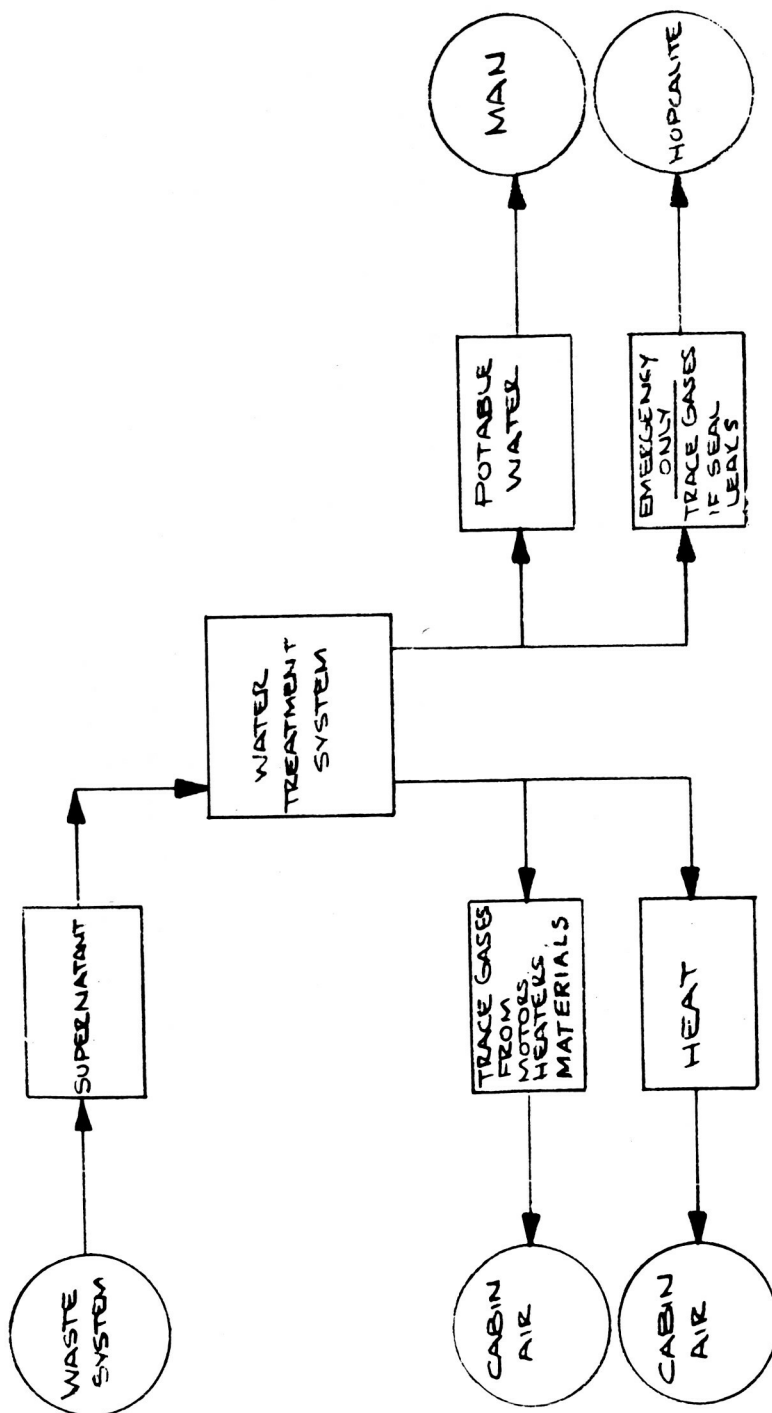 WASTE
SYSTEM
SUPERNATANT
WATER
TREATMENT
SYSTEM
TRACE GASES
FROM
MOTORS,
HEATERS,
MATERIALS
CABIN
AIR
HEAT
CABIN
AIR
POTABLE
WATER
MAN
EMERGENCY
ONLY
TRACE GASES
IF SEAL
LEAKS
HOPCALITE